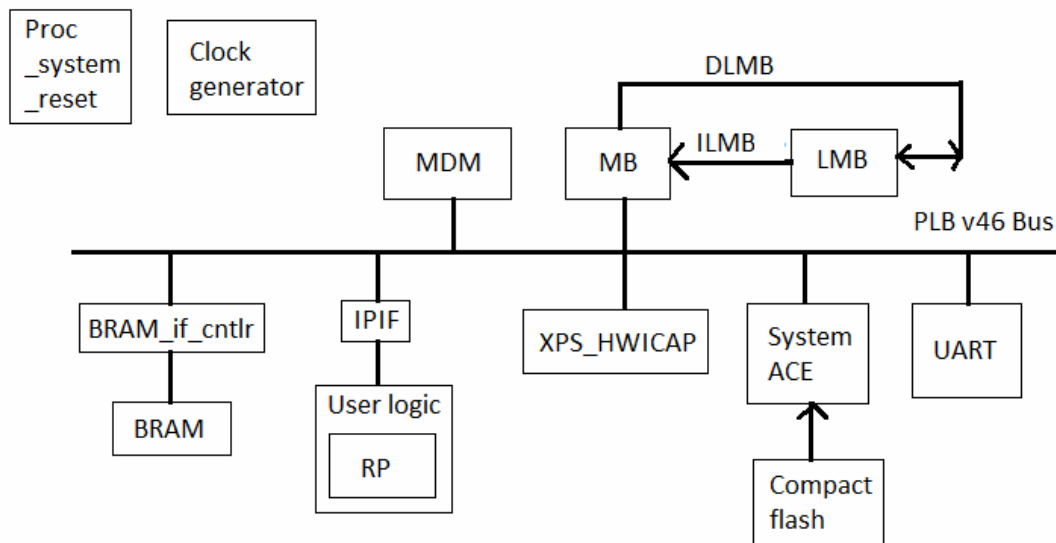 Proc
_system
_reset
Clock
generator
DLMB
MDM
MB
ILMB
LMB
PLB v46 Bus
BRAM_if_cntlr
IPIF
XPS_HWICAP
System
ACE
UART
BRAM
User logic
RP
Compact
flash